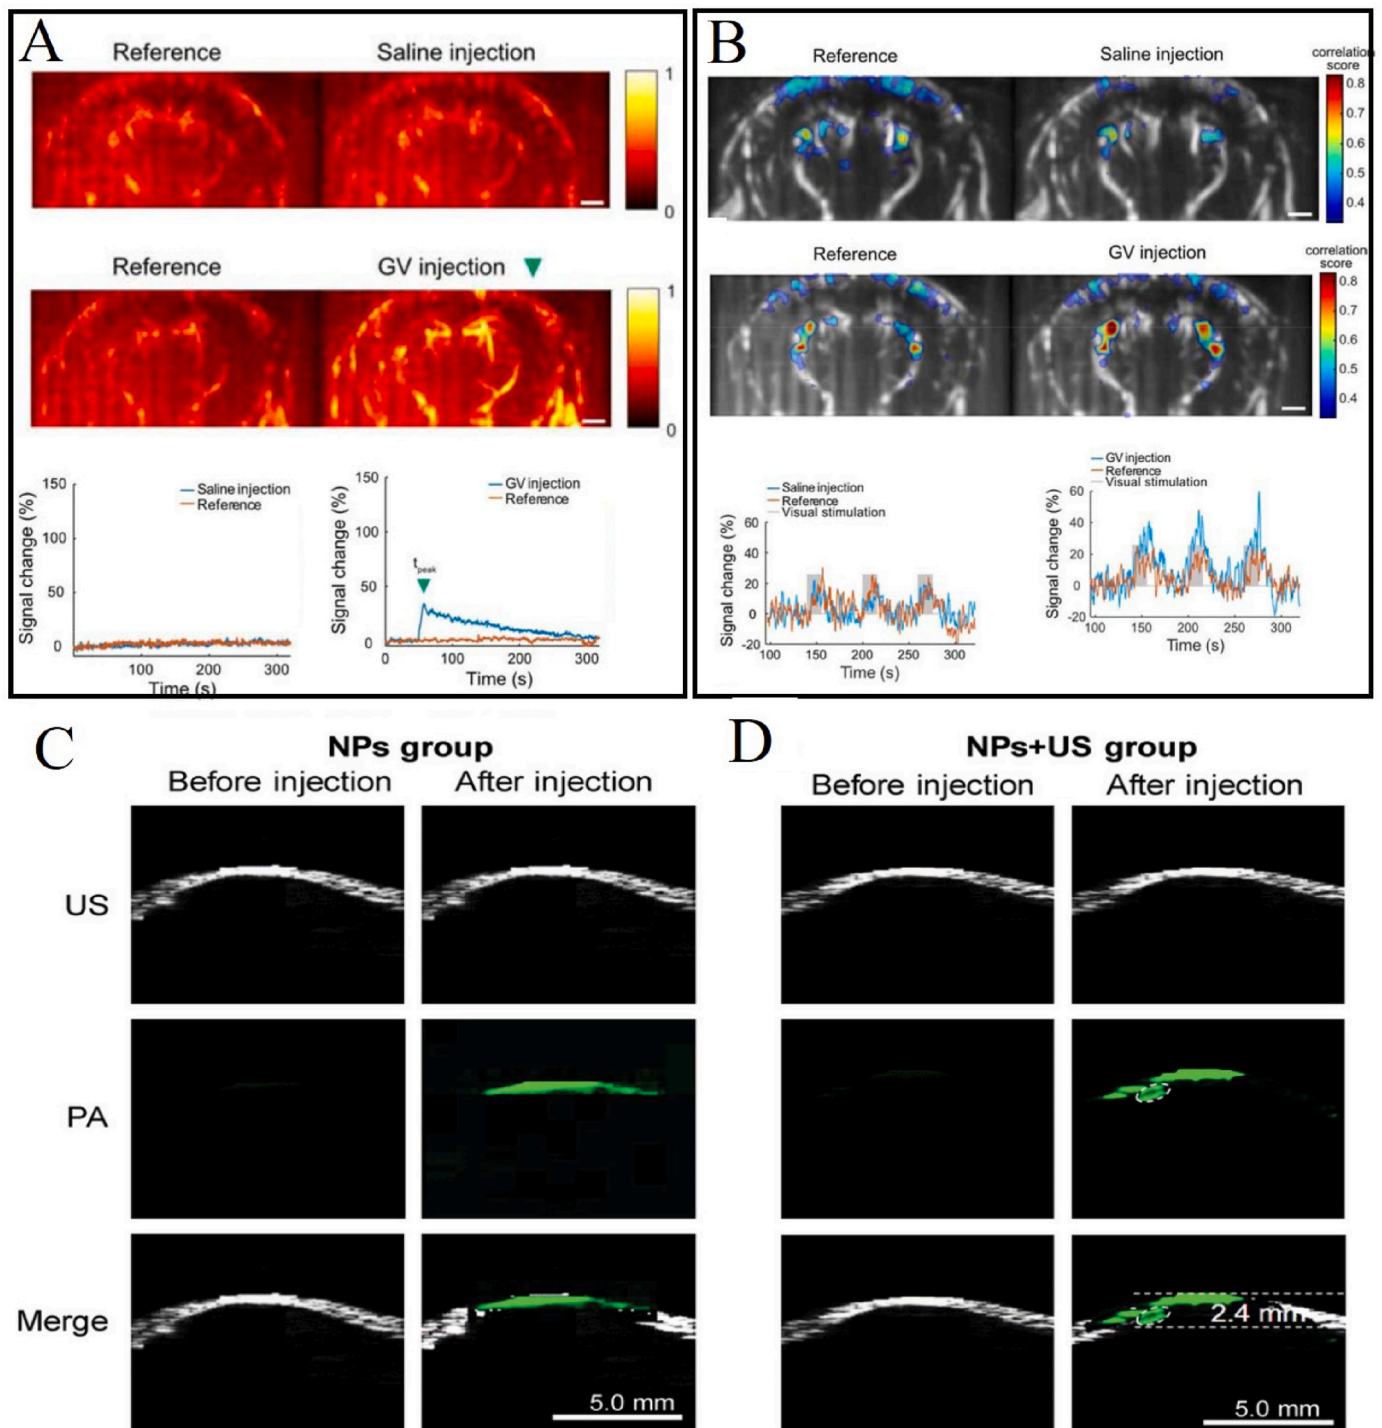 A
Reference
Saline injection
1
0
Reference
GV injection
1
0
Signal change (%)
150
100
50
0
100
200
300
Time (s)
Saline injection
Reference
Signal change (%)
150
100
50
0
0
100
200
300
Time (s)
GV injection
Reference
tpeak
B
Reference
Saline injection
correlation
score
0.8
0.7
0.6
0.5
0.4
Reference
GV injection
correlation
score
0.8
0.7
0.6
0.5
0.4
Saline injection
Reference
Visual stimulation
Signal change (%)
60
40
20
0
-20
100
150
200
250
300
Time (s)
GV injection
Reference
Visual stimulation
Signal change (%)
60
40
20
0
-20
100
150
200
250
300
Time (s)
C
NPs group
Before injection
After injection
US
PA
Merge
5.0 mm
D
NPs+US group
Before injection
After injection
2.4 mm
5.0 mm